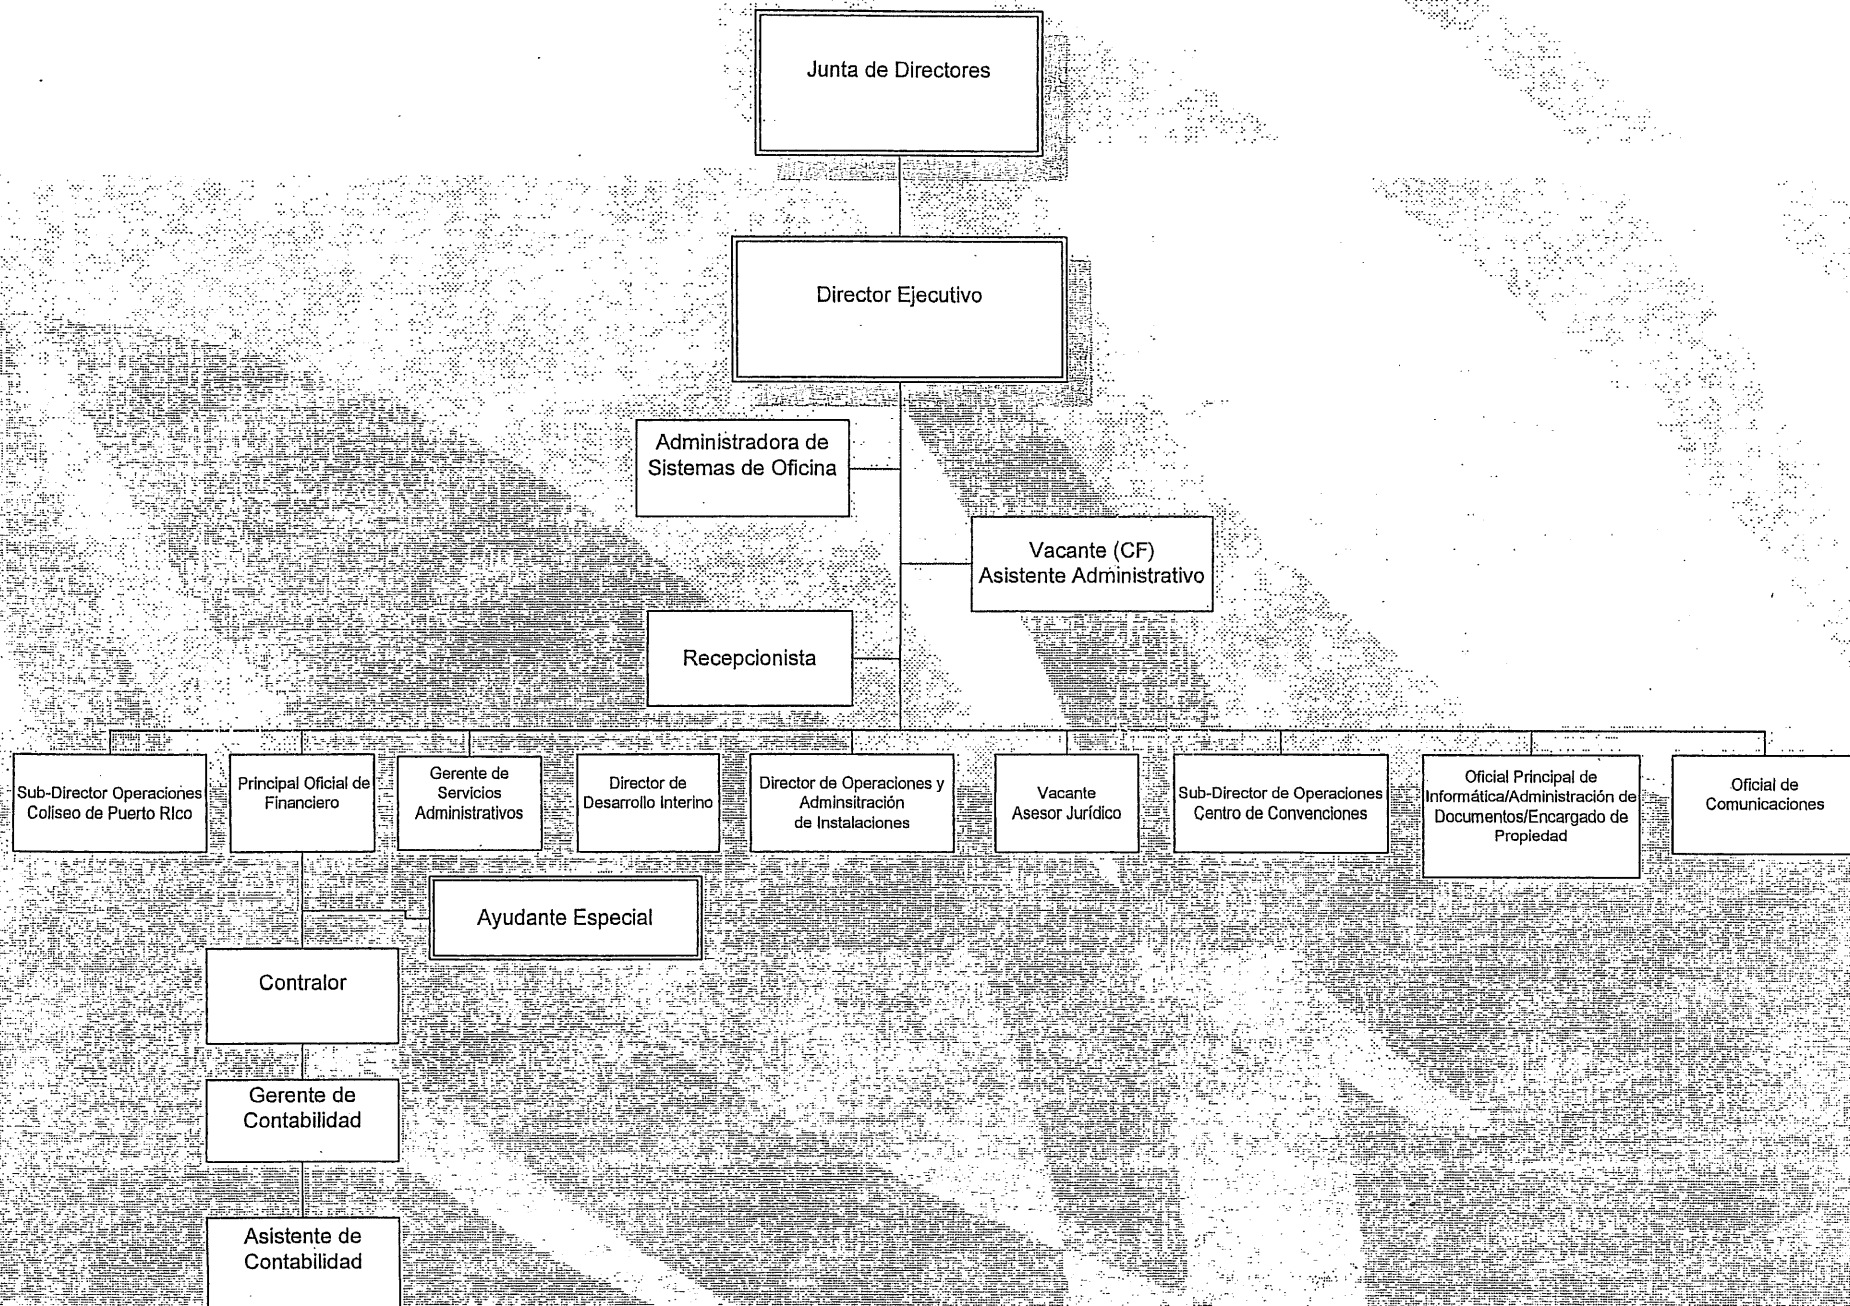 Junta de Directores
Director Ejecutivo
Administradora de
Sistemas de Oficina
Vacante (CF)
Asistente Administrativo
Recepcionista
Sub-Director Operaciones
Coliseo de Puerto RIco
Principal Oficial de
Financiero
Gerente de
Servicios
Administrativos
Director de
Desarrollo Interino
Director de Operaciones y
Adminsitración
de Instalaciones
Vacante
Asesor Jurídico
Sub-Director de Operaciones
Centro de Convenciones
Oficial Principal de
Informática/Administración de
Documentos/Encargado de
Propiedad
Oficial de
Comunicaciones
Ayudante Especial
Contralor
Gerente de
Contabilidad
Asistente de
Contabilidad